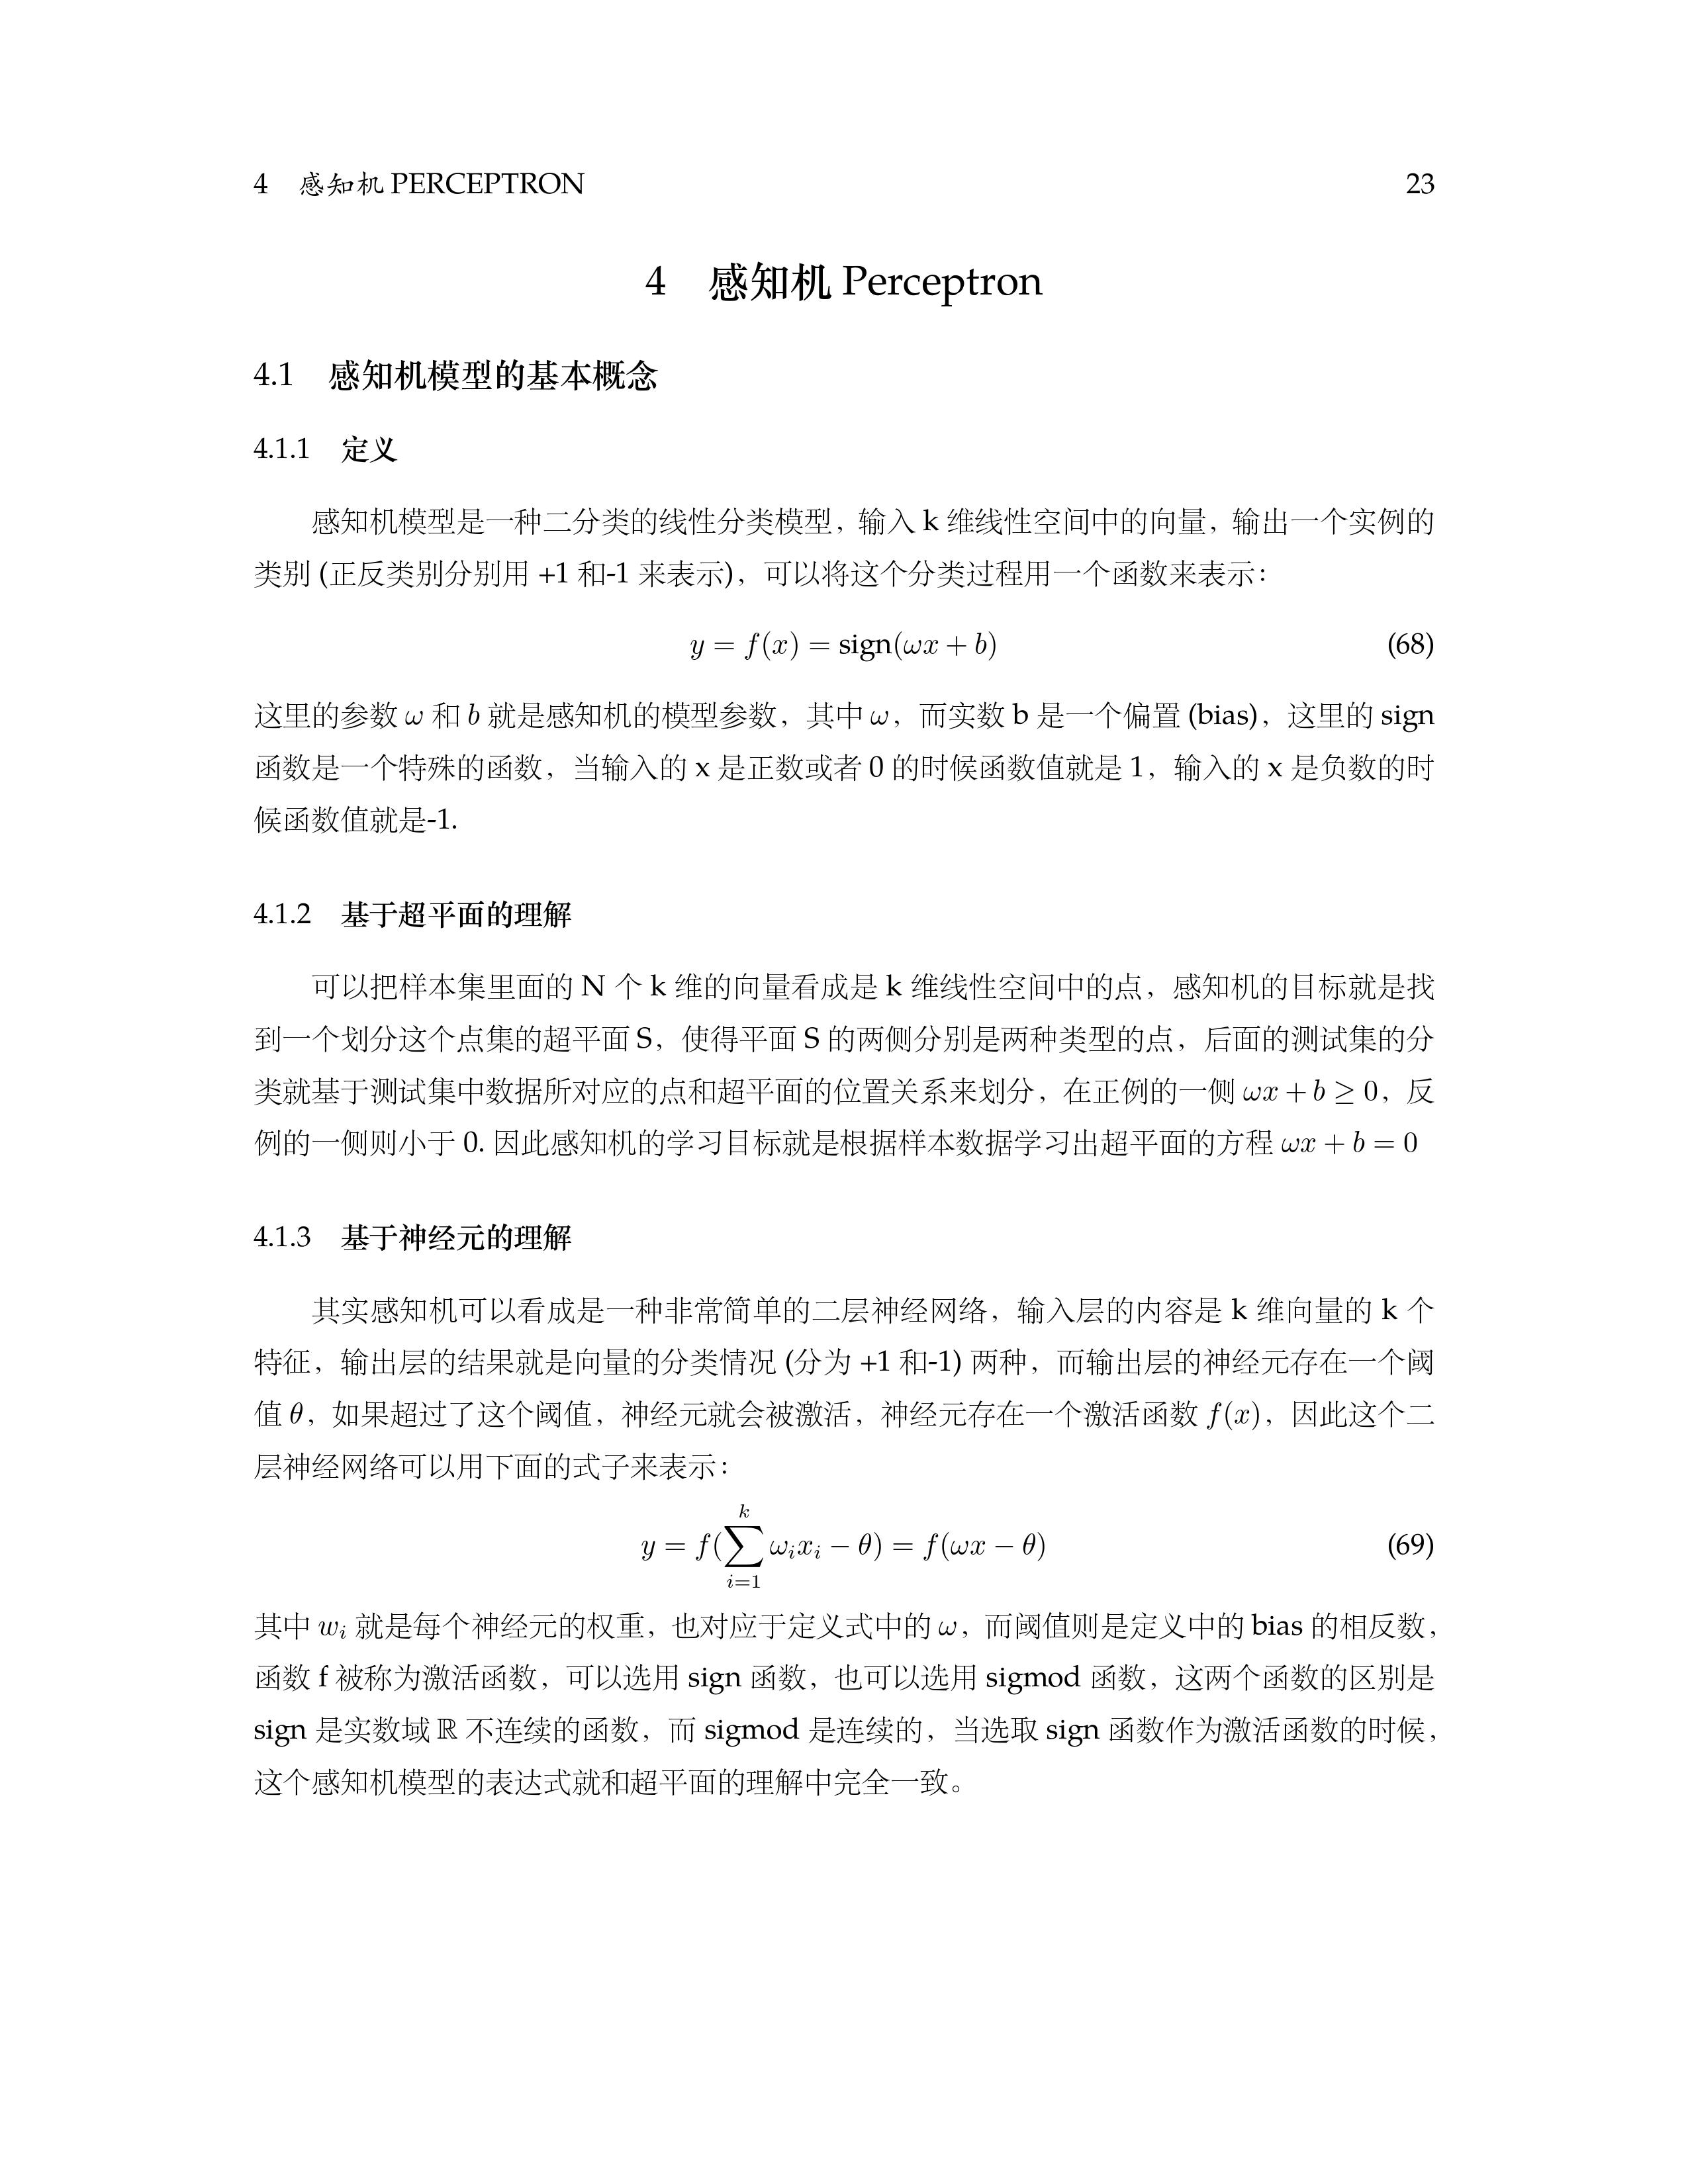 4 感知机 PERCEPTRON 23
4 感知机 Perceptron
4.1 感知机模型的基本概念
4.1.1 定义
感知机模型是一种二分类的线性分类模型，输入 k 维线性空间中的向量，输出一个实例的
类别 (正反类别分别用 +1 和-1 来表示)，可以将这个分类过程用一个函数来表示：
y = f(x) = sign(ωx + b) (68)
这里的参数 ω 和 b 就是感知机的模型参数，其中 ω，而实数 b 是一个偏置 (bias)，这里的 sign
函数是一个特殊的函数，当输入的 x 是正数或者 0 的时候函数值就是 1，输入的 x 是负数的时
候函数值就是-1.
4.1.2 基于超平面的理解
可以把样本集里面的 N 个 k 维的向量看成是 k 维线性空间中的点，感知机的目标就是找
到一个划分这个点集的超平面 S，使得平面 S 的两侧分别是两种类型的点，后面的测试集的分
类就基于测试集中数据所对应的点和超平面的位置关系来划分，在正例的一侧 ωx + b ≥ 0，反
例的一侧则小于 0. 因此感知机的学习目标就是根据样本数据学习出超平面的方程 ωx + b = 0
4.1.3 基于神经元的理解
其实感知机可以看成是一种非常简单的二层神经网络，输入层的内容是 k 维向量的 k 个
特征，输出层的结果就是向量的分类情况 (分为 +1 和-1) 两种，而输出层的神经元存在一个阈
值 θ，如果超过了这个阈值，神经元就会被激活，神经元存在一个激活函数 f(x)，因此这个二
层神经网络可以用下面的式子来表示：
y = f(∑_{i=1}^{k} ω_i x_i − θ) = f(ωx − θ) (69)
其中 w_i 就是每个神经元的权重，也对应于定义式中的 ω，而阈值则是定义中的 bias 的相反数，
函数 f 被称为激活函数，可以选用 sign 函数，也可以选用 sigmod 函数，这两个函数的区别是
sign 是实数域 ℝ 不连续的函数，而 sigmod 是连续的，当选取 sign 函数作为激活函数的时候，
这个感知机模型的表达式就和超平面的理解中完全一致。